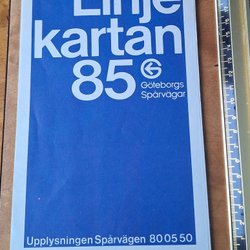 Linje
kartan
85
Göteborgs
Spårvägar
Upplysningen Spårvägen 80 05 50